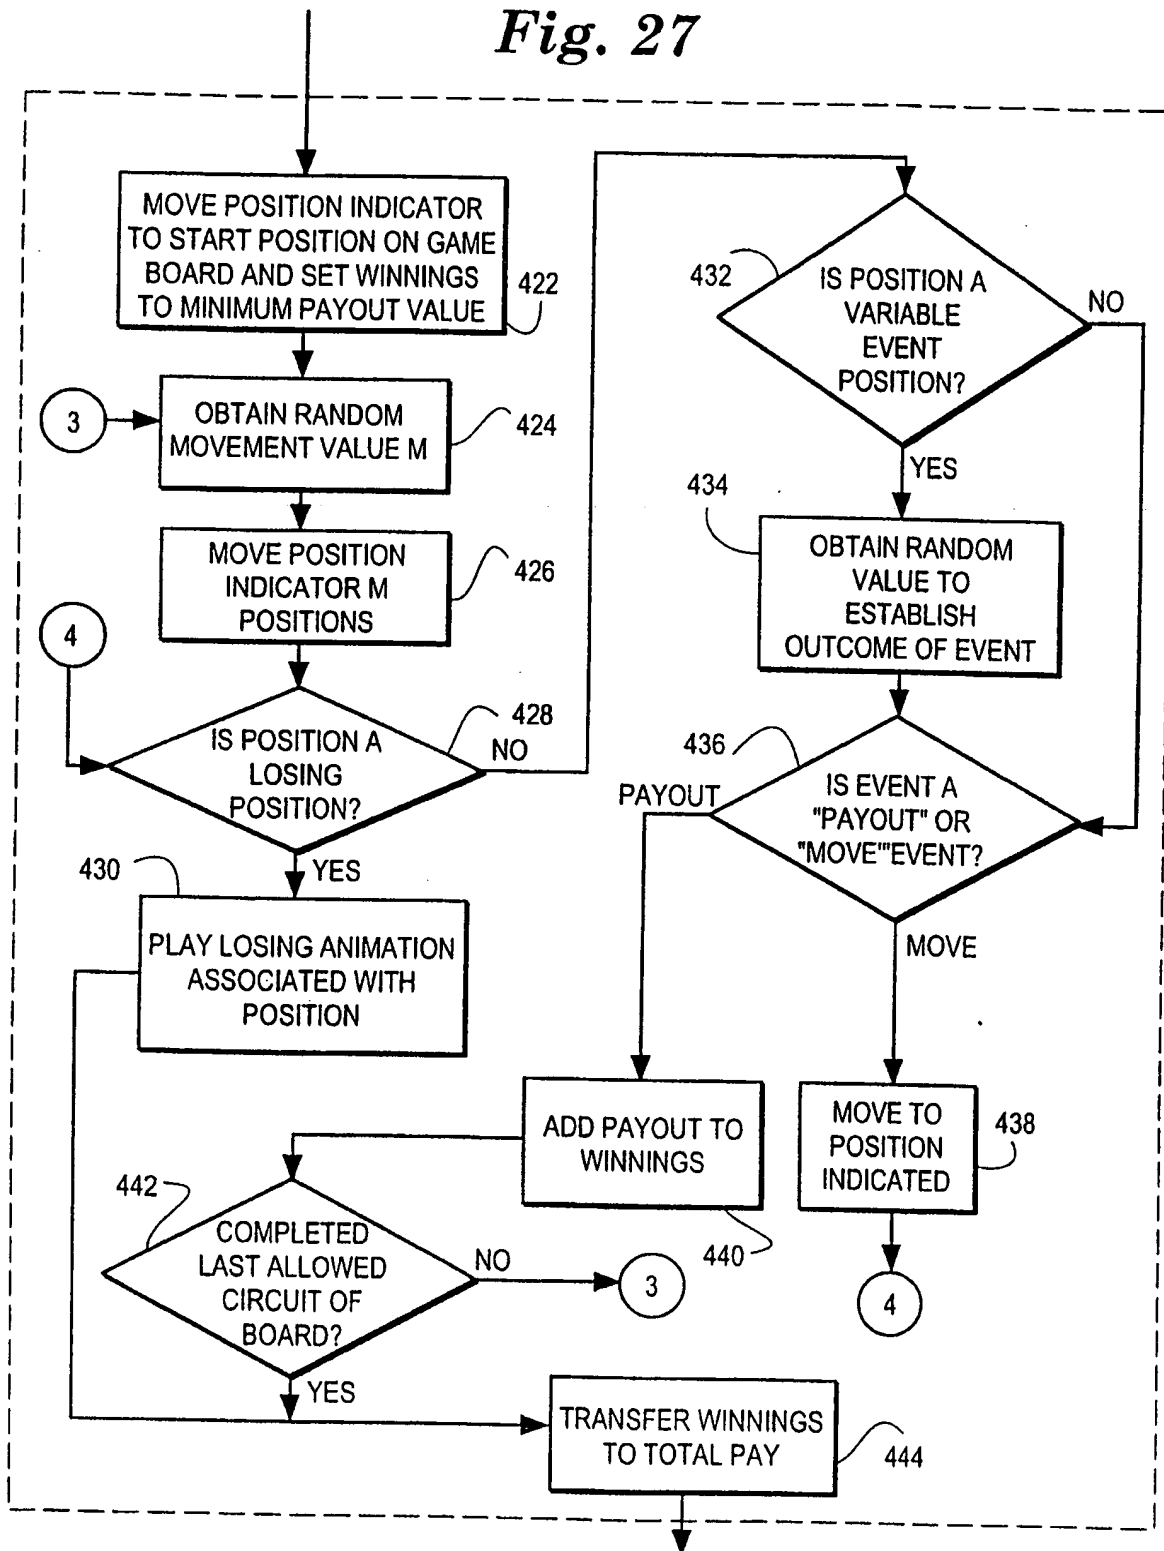 Fig. 27
MOVE POSITION INDICATOR
TO START POSITION ON GAME
BOARD AND SET WINNINGS
TO MINIMUM PAYOUT VALUE
422
3
OBTAIN RANDOM
MOVEMENT VALUE M
424
MOVE POSITION
INDICATOR M
POSITIONS
426
4
IS POSITION A
LOSING
POSITION?
428
NO
YES
430
PLAY LOSING ANIMATION
ASSOCIATED WITH
POSITION
432
IS POSITION A
VARIABLE
EVENT
POSITION?
NO
YES
434
OBTAIN RANDOM
VALUE TO
ESTABLISH
OUTCOME OF EVENT
436
IS EVENT A
"PAYOUT" OR
"MOVE'"EVENT?
PAYOUT
MOVE
MOVE TO
POSITION
INDICATED
438
4
ADD PAYOUT TO
WINNINGS
440
442
COMPLETED
LAST ALLOWED
CIRCUIT OF
BOARD?
NO
3
YES
TRANSFER WINNINGS
TO TOTAL PAY
444